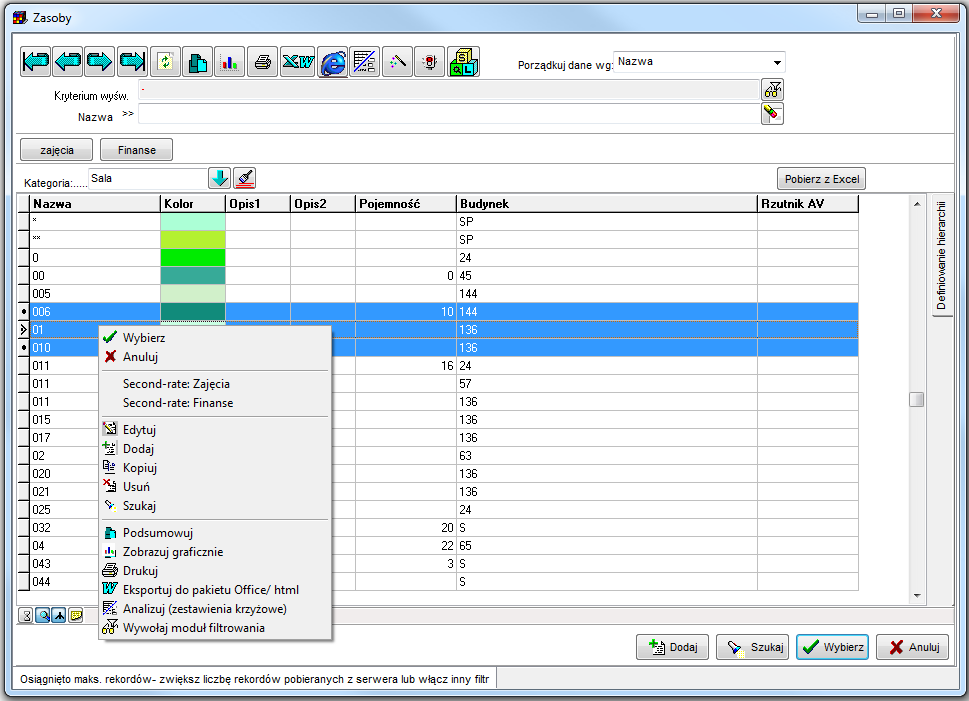 Zasoby
Porządkuj dane wg: Nazwa
Kryterium wyśw. -
Nazwa >>
zajęcia Finanse
Kategoria:..... Sala Pobierz z Excel
Nazwa Kolor Opis1 Opis2 Pojemność Budynek Rzutnik AV
* SP
** SP
0 24
00 0 45
005 144
006 10 144
01 136
010 136
011 16 24
011 57
011 136
015 136
017 136
02 63
020 136
021 136
025 24
032 20 S
04 22 65
043 3 S
044 S
Definiowanie hierarchii
Wybierz
Anuluj
Second-rate: Zajęcia
Second-rate: Finanse
Edytuj
Dodaj
Kopiuj
Usuń
Szukaj
Podsumowuj
Zobrazuj graficznie
Drukuj
Eksportuj do pakietu Office/ html
Analizuj (zestawienia krzyżowe)
Wywołaj moduł filtrowania
Dodaj Szukaj Wybierz Anuluj
Osiągnięto maks. rekordów- zwiększ liczbę rekordów pobieranych z serwera lub włącz inny filtr